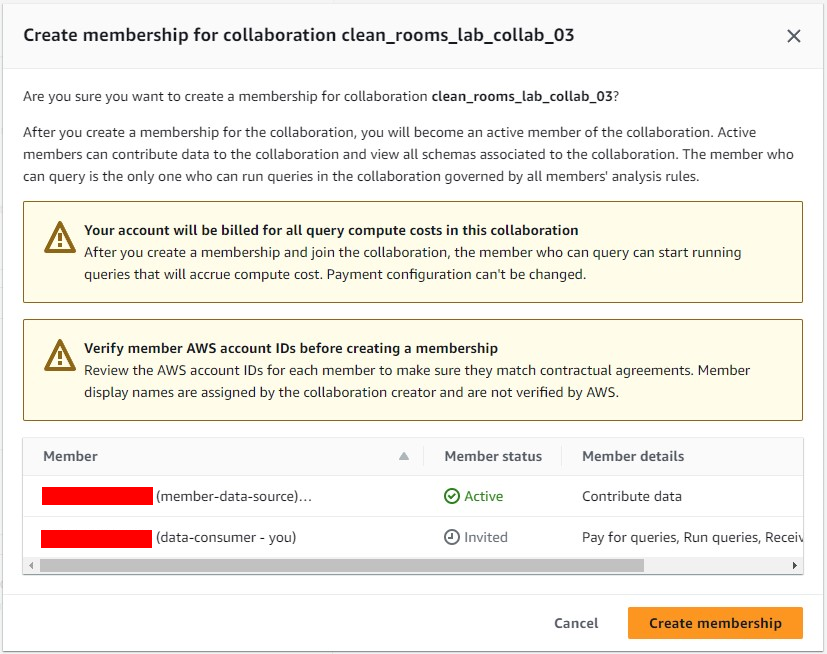 Create membership for collaboration clean_rooms_lab_collab_03
Are you sure you want to create a membership for collaboration clean_rooms_lab_collab_03?
After you create a membership for the collaboration, you will become an active member of the collaboration. Active
members can contribute data to the collaboration and view all schemas associated to the collaboration. The member who
can query is the only one who can run queries in the collaboration governed by all members' analysis rules.
Your account will be billed for all query compute costs in this collaboration
After you create a membership and join the collaboration, the member who can query can start running
queries that will accrue compute cost. Payment configuration can't be changed.
Verify member AWS account IDs before creating a membership
Review the AWS account IDs for each member to make sure they match contractual agreements. Member
display names are assigned by the collaboration creator and are not verified by AWS.
Member Member status Member details
(member-data-source)... Active Contribute data
(data-consumer - you) Invited Pay for queries, Run queries, Receiv
Cancel Create membership